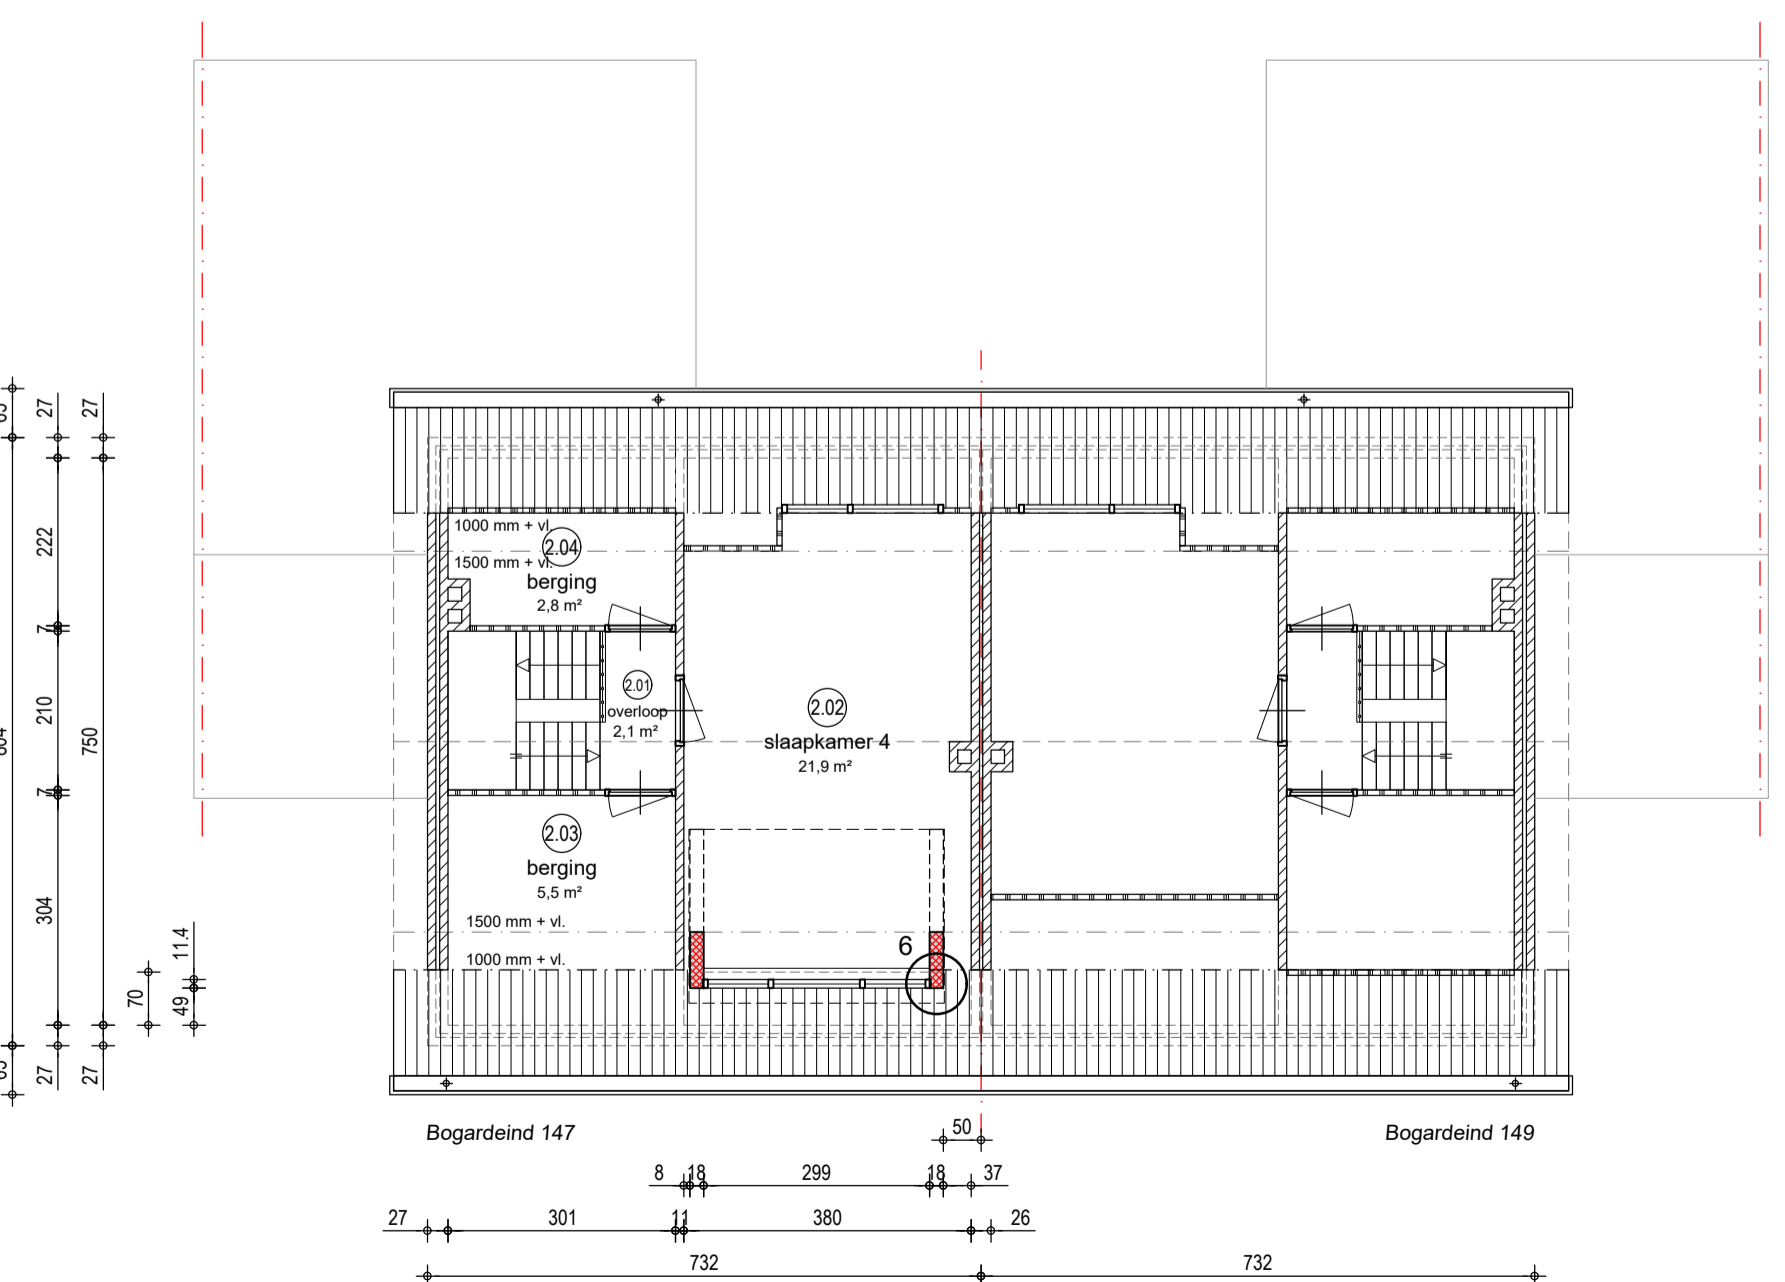 1000 mm + vl.
2.04
1500 mm + vl.
berging
2,8 m²
2.01
overloop
2,1 m²
2.02
slaapkamer 4
21,9 m²
2.03
berging
5,5 m²
1500 mm + vl.
1000 mm + vl.
6
27
27
222
7
210
750
7
304
11.4
70
49
27
27
Bogardeind 147
Bogardeind 149
50
8
18
299
18
37
27
301
11
380
26
732
732